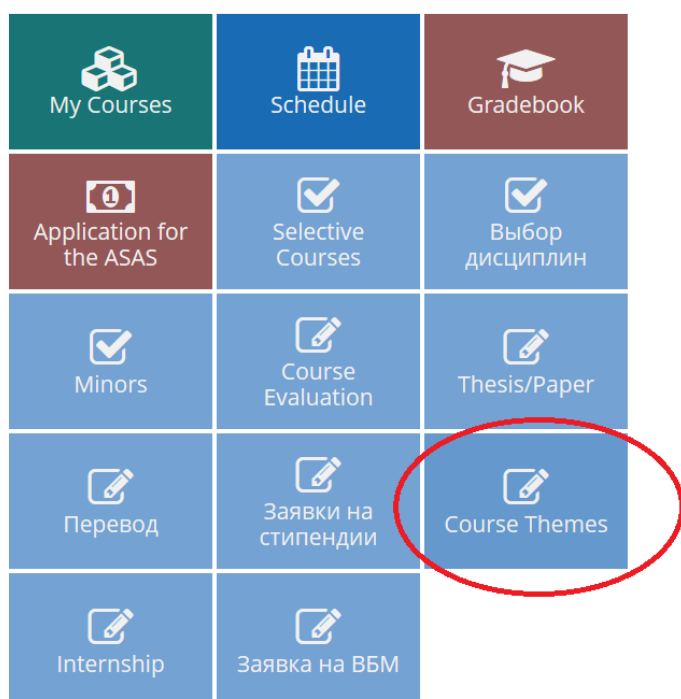 My Courses
Schedule
Gradebook
1
Application for
the ASAS
Selective
Courses
Выбор
дисциплин
Minors
Course
Evaluation
Thesis/Paper
Перевод
Заявки на
стипендии
Course Themes
Internship
Заявка на ВБМ